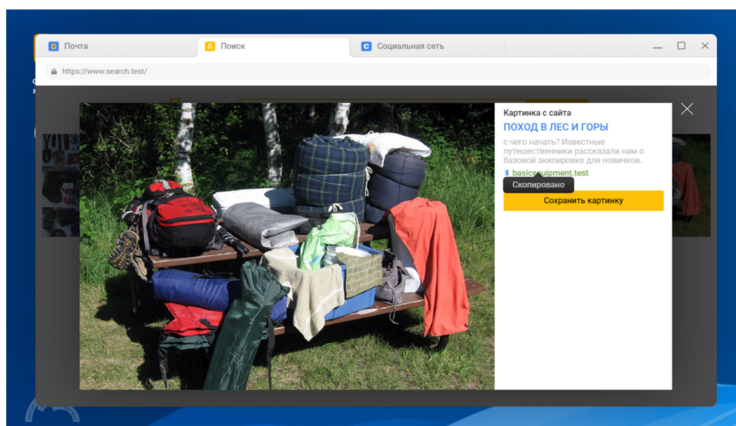 Почта
Поиск
Социальная сеть
https://www.search.test/
Картинка с сайта
ПОХОД В ЛЕС И ГОРЫ
с чего начать? Известные
путешественники рассказали нам о
базовой экипировке для новичков.
basicequipment.test
Скопировано
Сохранить картинку